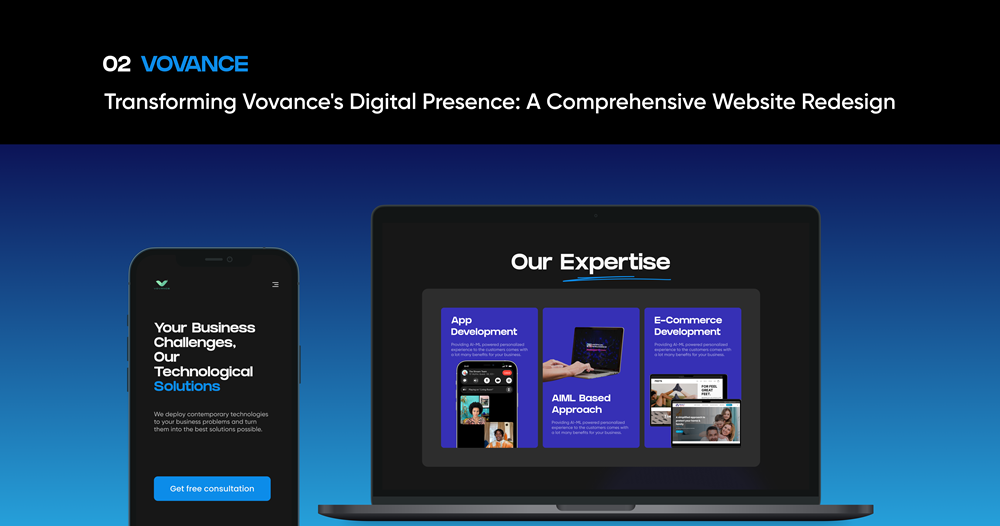 02 VOVANCE
Transforming Vovance's Digital Presence: A Comprehensive Website Redesign
Your Business
Challenges,
Our
Technological
Solutions
We deploy contemporary technologies
to your business problems and turn
them into the best solutions possible.
Get free consultation
Our Expertise
App
Development
Providing AI-ML powered personalised
experience to the customers comes with
a lot many benefits for your business.
AIML Based
Approach
Providing AI-ML powered personalised
experience to the customers comes with
a lot many benefits for your business.
E-Commerce
Development
Providing AI-ML powered personalised
experience to the customers comes with
a lot many benefits for your business.
FOR FEEL
GREAT
FEET.